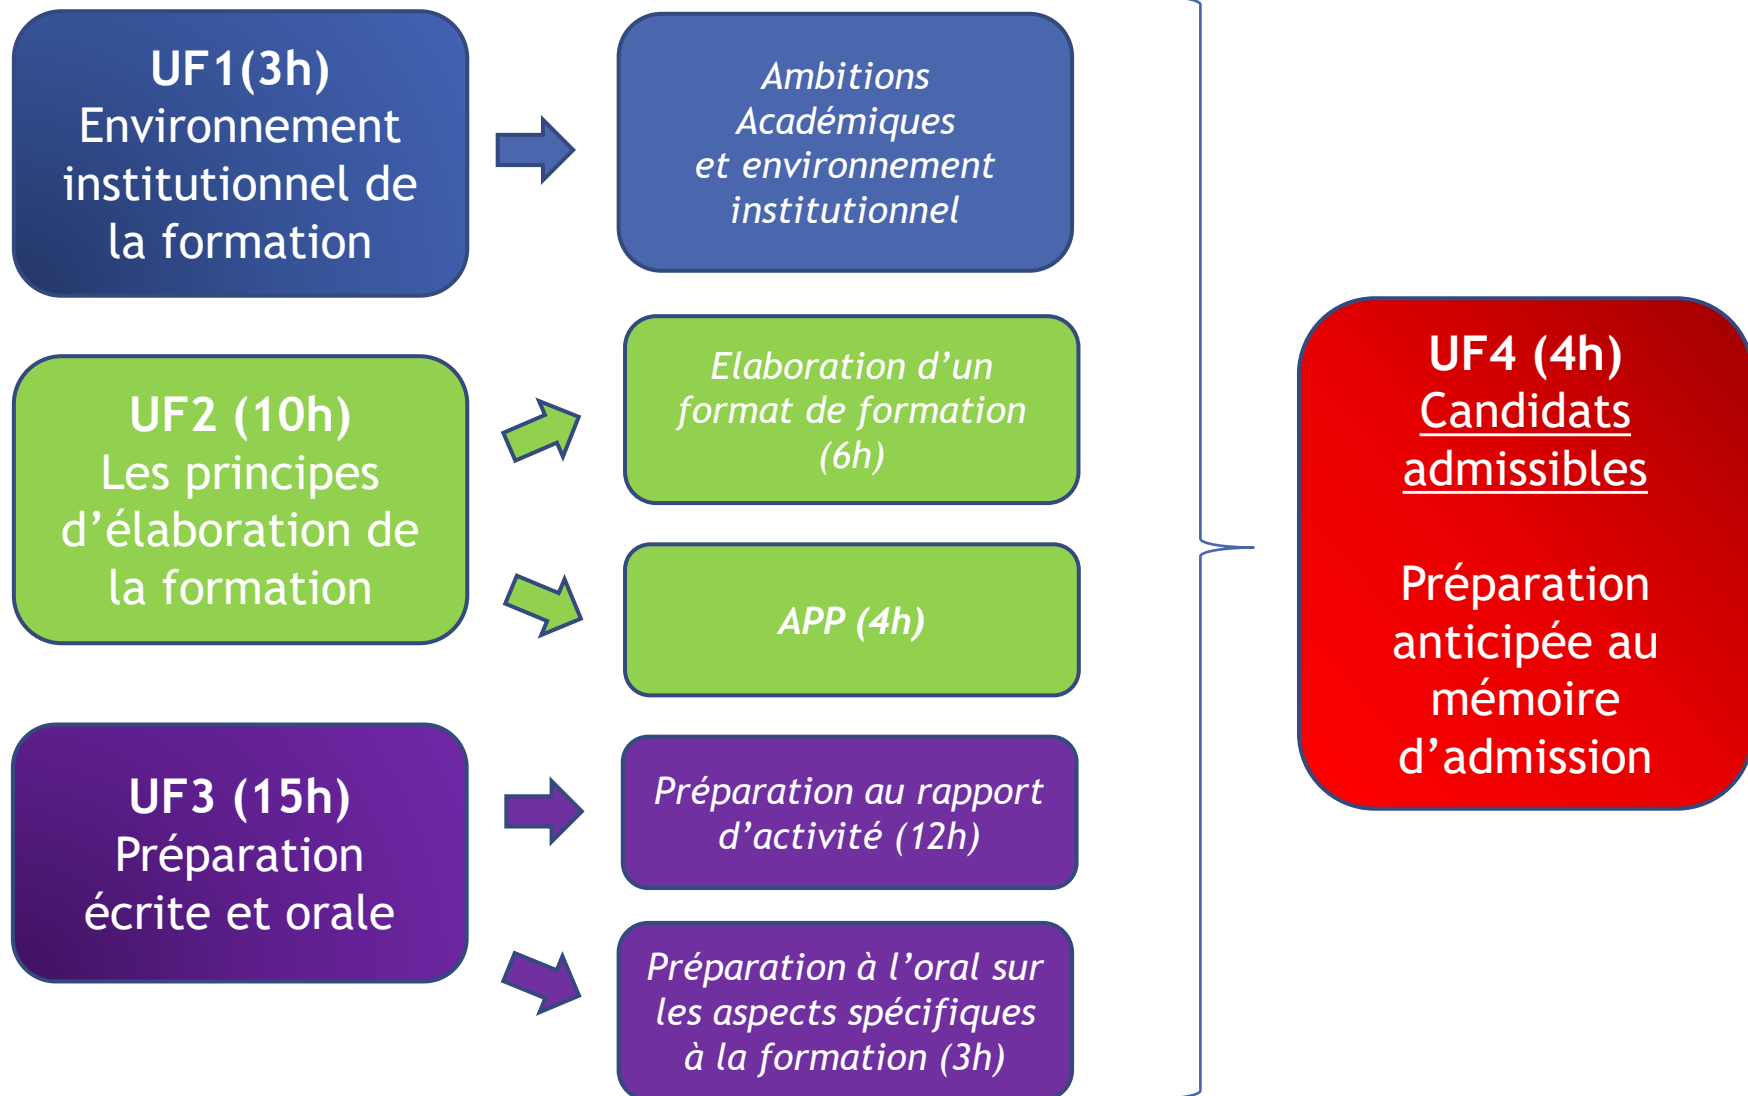 UF1(3h)
Environnement
institutionnel de
la formation
Ambitions
Académiques
et environnement
institutionnel
UF2 (10h)
Les principes
d’élaboration de
la formation
Elaboration d’un
format de formation
(6h)
APP (4h)
UF3 (15h)
Préparation
écrite et orale
Préparation au rapport
d’activité (12h)
Préparation à l’oral sur
les aspects spécifiques
à la formation (3h)
UF4 (4h)
Candidats
admissibles
Préparation
anticipée au
mémoire
d’admission